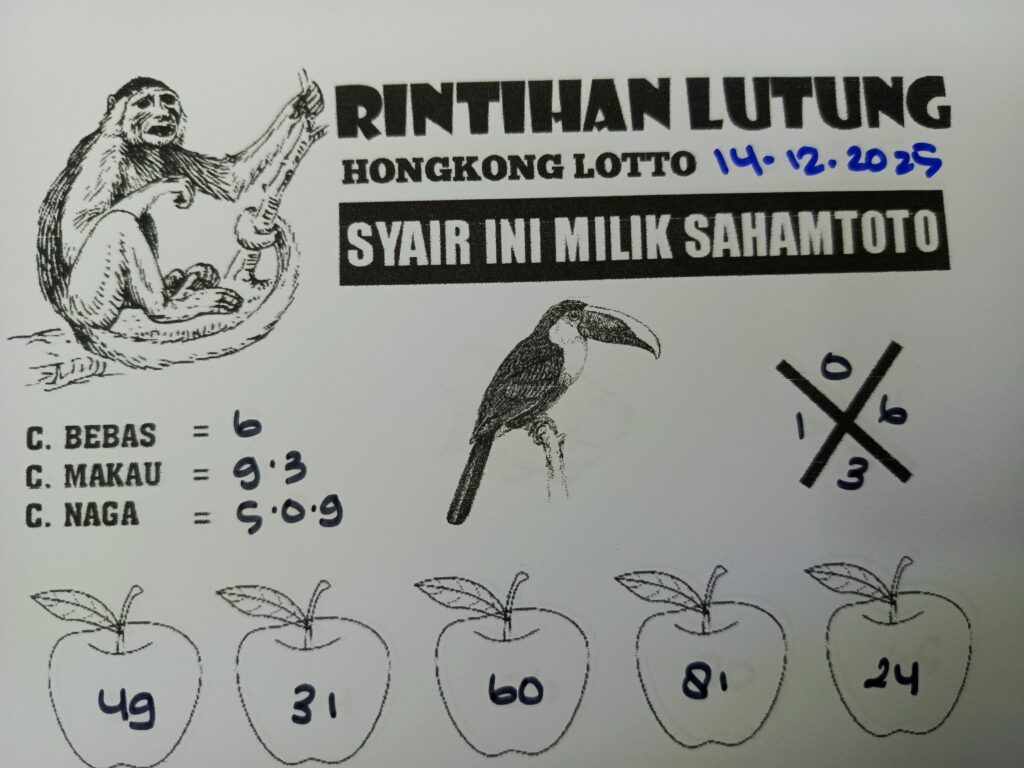 RINTIHAN LUTUNG
HONGKONG LOTTO 14.12.2025
SYAIR INI MILIK SAHAMTOTO
0
1 6
3
C. BEBAS = 6
C. MAKAU = 9.3
C. NAGA = 5.0.9
49 31 60 81 24